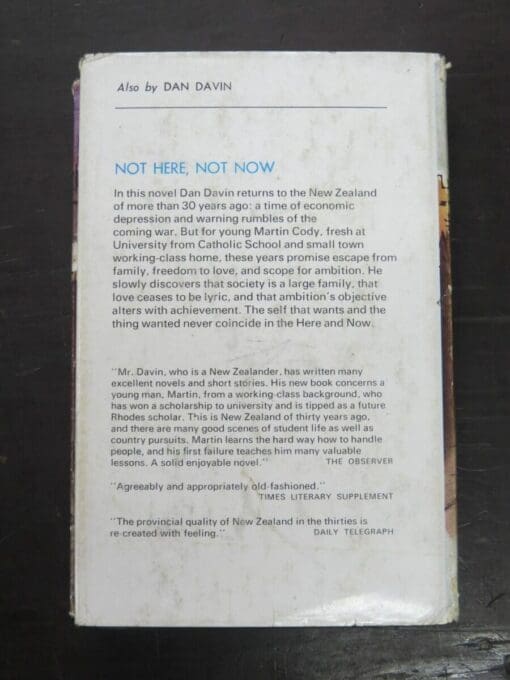 Also by DAN DAVIN
NOT HERE, NOT NOW
In this novel Dan Davin returns to the New Zealand
of more than 30 years ago: a time of economic
depression and warning rumbles of the
coming war. But for young Martin Cody, fresh at
University from Catholic School and small town
working-class home, these years promise escape from
family, freedom to love, and scope for ambition. He
slowly discovers that society is a large family, that
love ceases to be lyric, and that ambition's objective
alters with achievement. The self that wants and the
thing wanted never coincide in the Here and Now.
"Mr. Davin, who is a New Zealander, has written many
excellent novels and short stories. His new book concerns a
young man, Martin, from a working-class background, who
has won a scholarship to university and is tipped as a future
Rhodes scholar. This is New Zealand of thirty years ago,
and there are many good scenes of student life as well as
country pursuits. Martin learns the hard way how to handle
people, and his first failure teaches him many valuable
lessons. A solid enjoyable novel." THE OBSERVER
"Agreeably and appropriately old-fashioned."
TIMES LITERARY SUPPLEMENT
"The provincial quality of New Zealand in the thirties is
re-created with feeling." DAILY TELEGRAPH